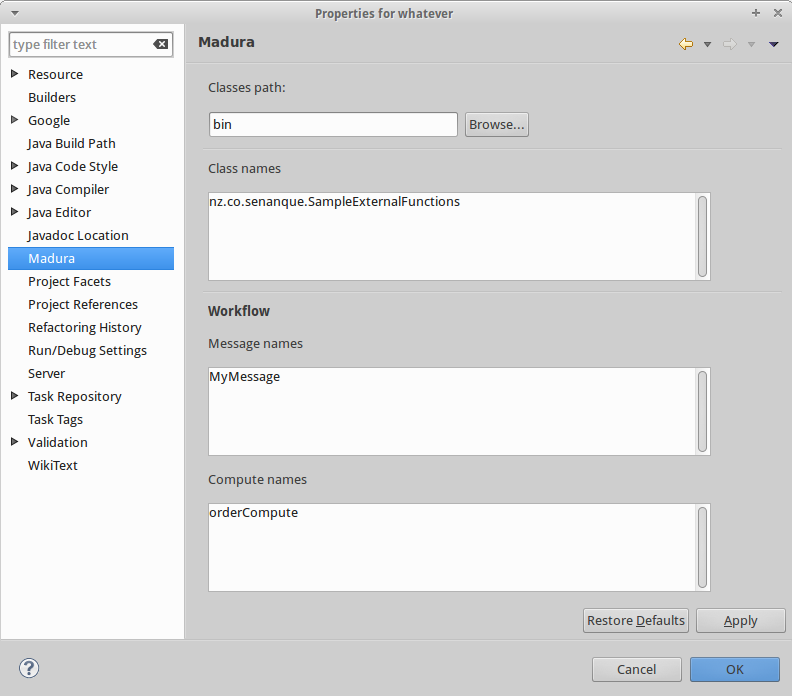 Properties for whatever
type filter text
Resource
Builders
Google
Java Build Path
Java Code Style
Java Compiler
Java Editor
Javadoc Location
Madura
Project Facets
Project References
Refactoring History
Run/Debug Settings
Server
Task Repository
Task Tags
Validation
WikiText
Madura
Classes path:
bin
Browse...
Class names
nz.co.senanque.SampleExternalFunctions
Workflow
Message names
MyMessage
Compute names
orderCompute
Restore Defaults
Apply
?
Cancel
OK